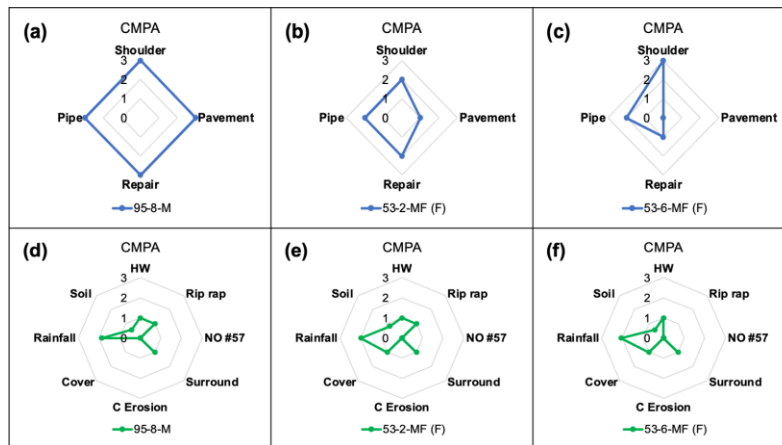 (a)
CMPA
Shoulder
3
2
1
0
Pipe
Pavement
Repair
95-8-M
(b)
CMPA
Shoulder
3
2
1
0
Pipe
Pavement
Repair
53-2-MF (F)
(c)
CMPA
Shoulder
3
2
1
0
Pipe
Pavement
Repair
53-6-MF (F)
(d)
CMPA
HW
3
Soil
Rip rap
2
1
Rainfall
0
NO #57
Cover
Surround
C Erosion
95-8-M
(e)
CMPA
HW
3
Soil
Rip rap
2
1
Rainfall
0
NO #57
Cover
Surround
C Erosion
53-2-MF (F)
(f)
CMPA
HW
3
Soil
Rip rap
2
1
Rainfall
0
NO #57
Cover
Surround
C Erosion
53-6-MF (F)